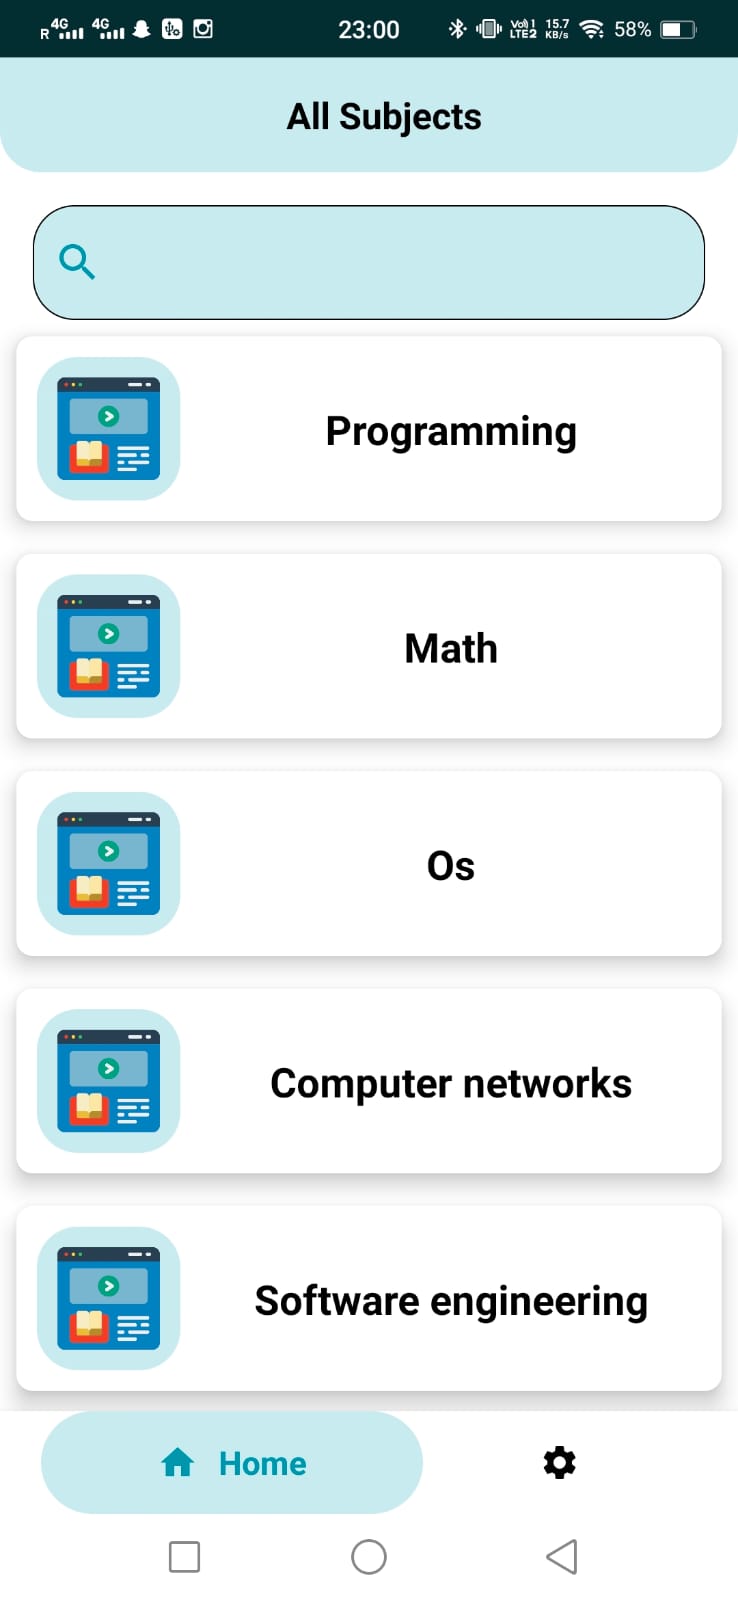 R 4G 4G 23:00 Vo) 1 LTE2 15.7 KB/s 58%
All Subjects
Programming
Math
Os
Computer networks
Software engineering
Home